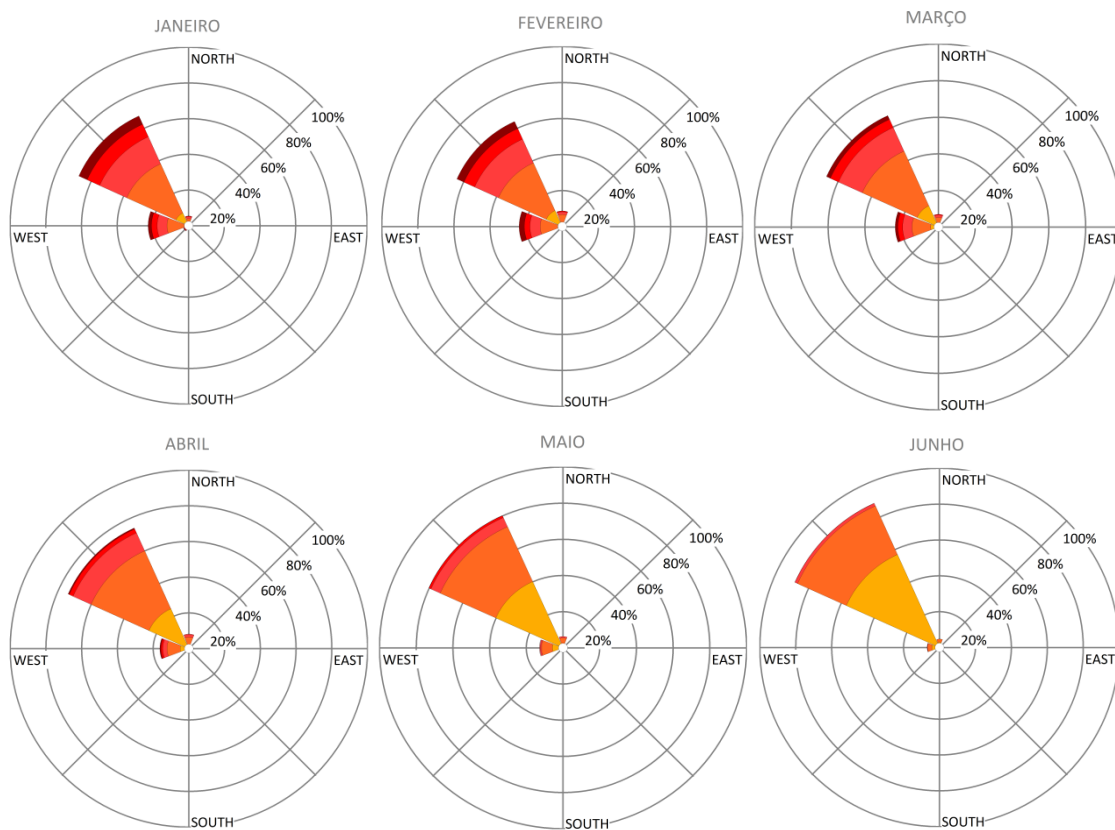 JANEIRO
NORTH
100%
80%
60%
40%
20%
WEST
EAST
SOUTH
FEVEREIRO
NORTH
100%
80%
60%
40%
20%
WEST
EAST
SOUTH
MARÇO
NORTH
100%
80%
60%
40%
20%
WEST
EAST
SOUTH
ABRIL
NORTH
100%
80%
60%
40%
20%
WEST
EAST
SOUTH
MAIO
NORTH
100%
80%
60%
40%
20%
WEST
EAST
SOUTH
JUNHO
NORTH
100%
80%
60%
40%
20%
WEST
EAST
SOUTH